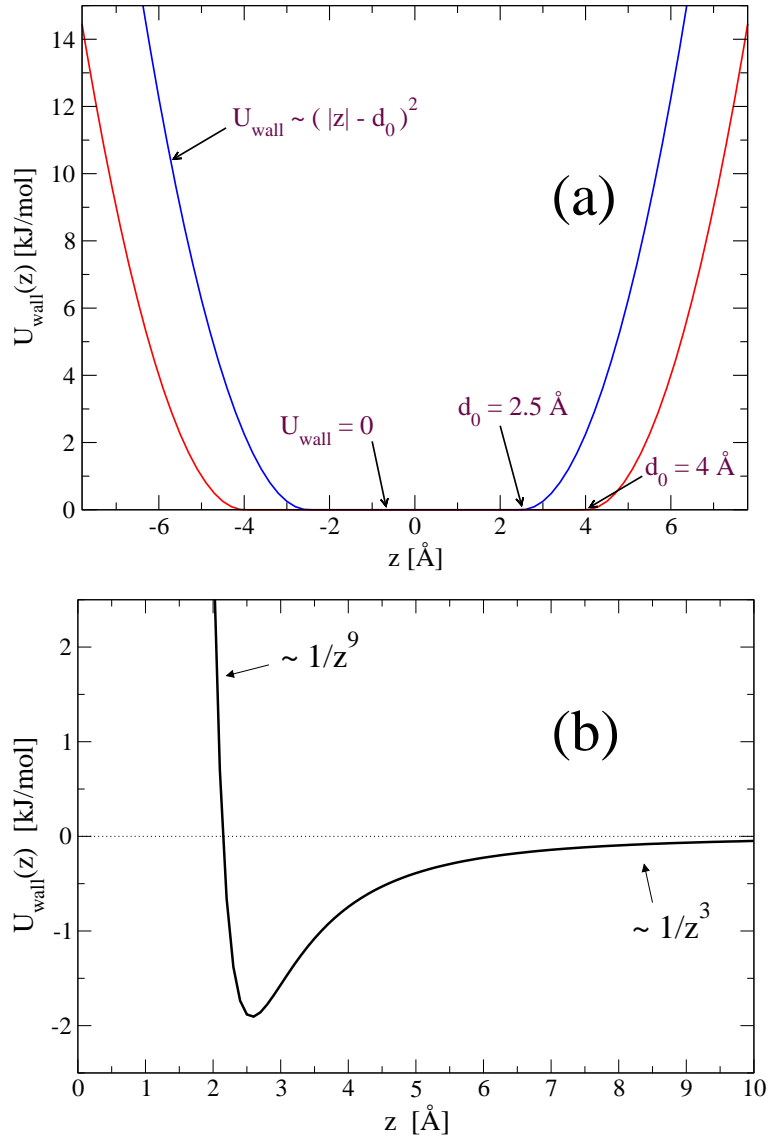 14
12
10
8
6
4
2
0
U_wall(z) [kJ/mol]
U_wall ~ ( |z| - d_0 )^2
(a)
U_wall = 0
d_0 = 2.5 Å
d_0 = 4 Å
-6 -4 -2 0 2 4 6
z [Å]
2
1
0
-1
-2
U_wall(z) [kJ/mol]
~ 1/z^9
(b)
~ 1/z^3
0 1 2 3 4 5 6 7 8 9 10
z [Å]